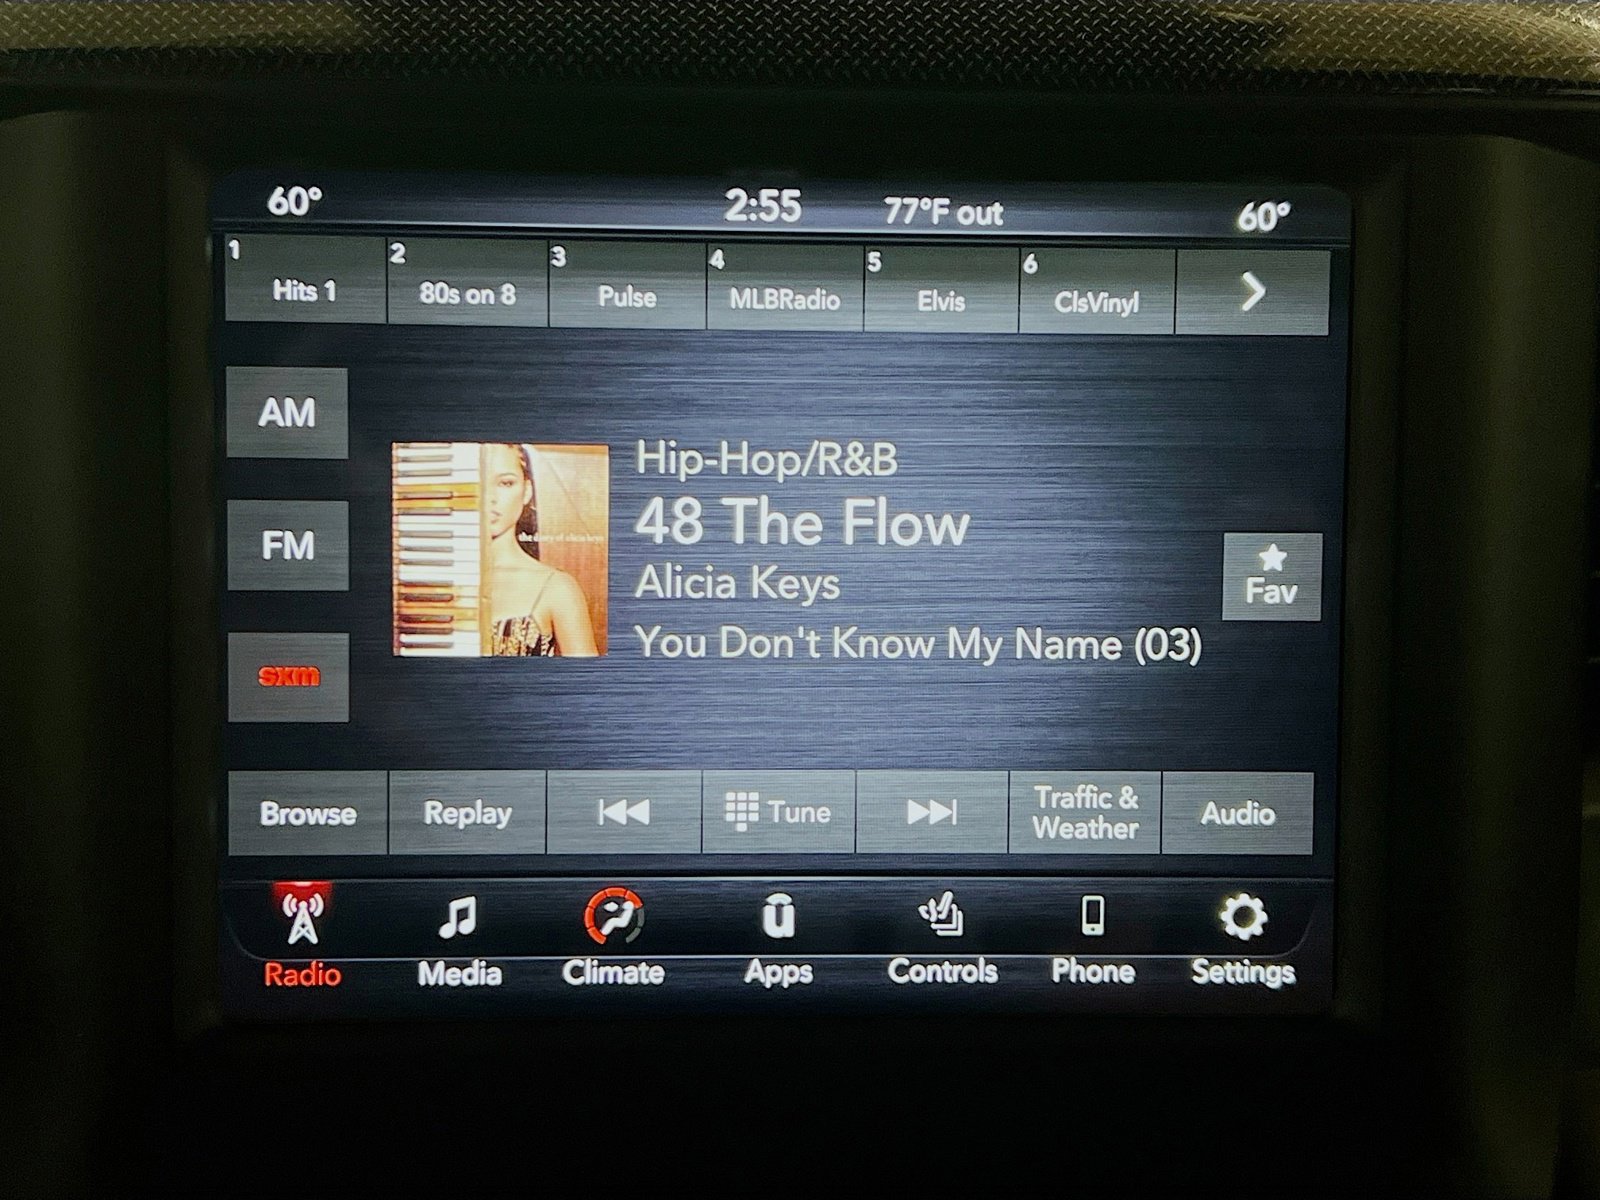 60° 2:55 77°F out 60°
1 Hits 1
2 80s on 8
3 Pulse
4 MLBRadio
5 Elvis
6 ClsVinyl
AM
FM
sxm
the diary of alicia keys
Hip-Hop/R&B
48 The Flow
Alicia Keys
You Don't Know My Name (03)
Fav
Browse
Replay
Tune
Traffic &
Weather
Audio
u
Radio
Media
Climate
Apps
Controls
Phone
Settings